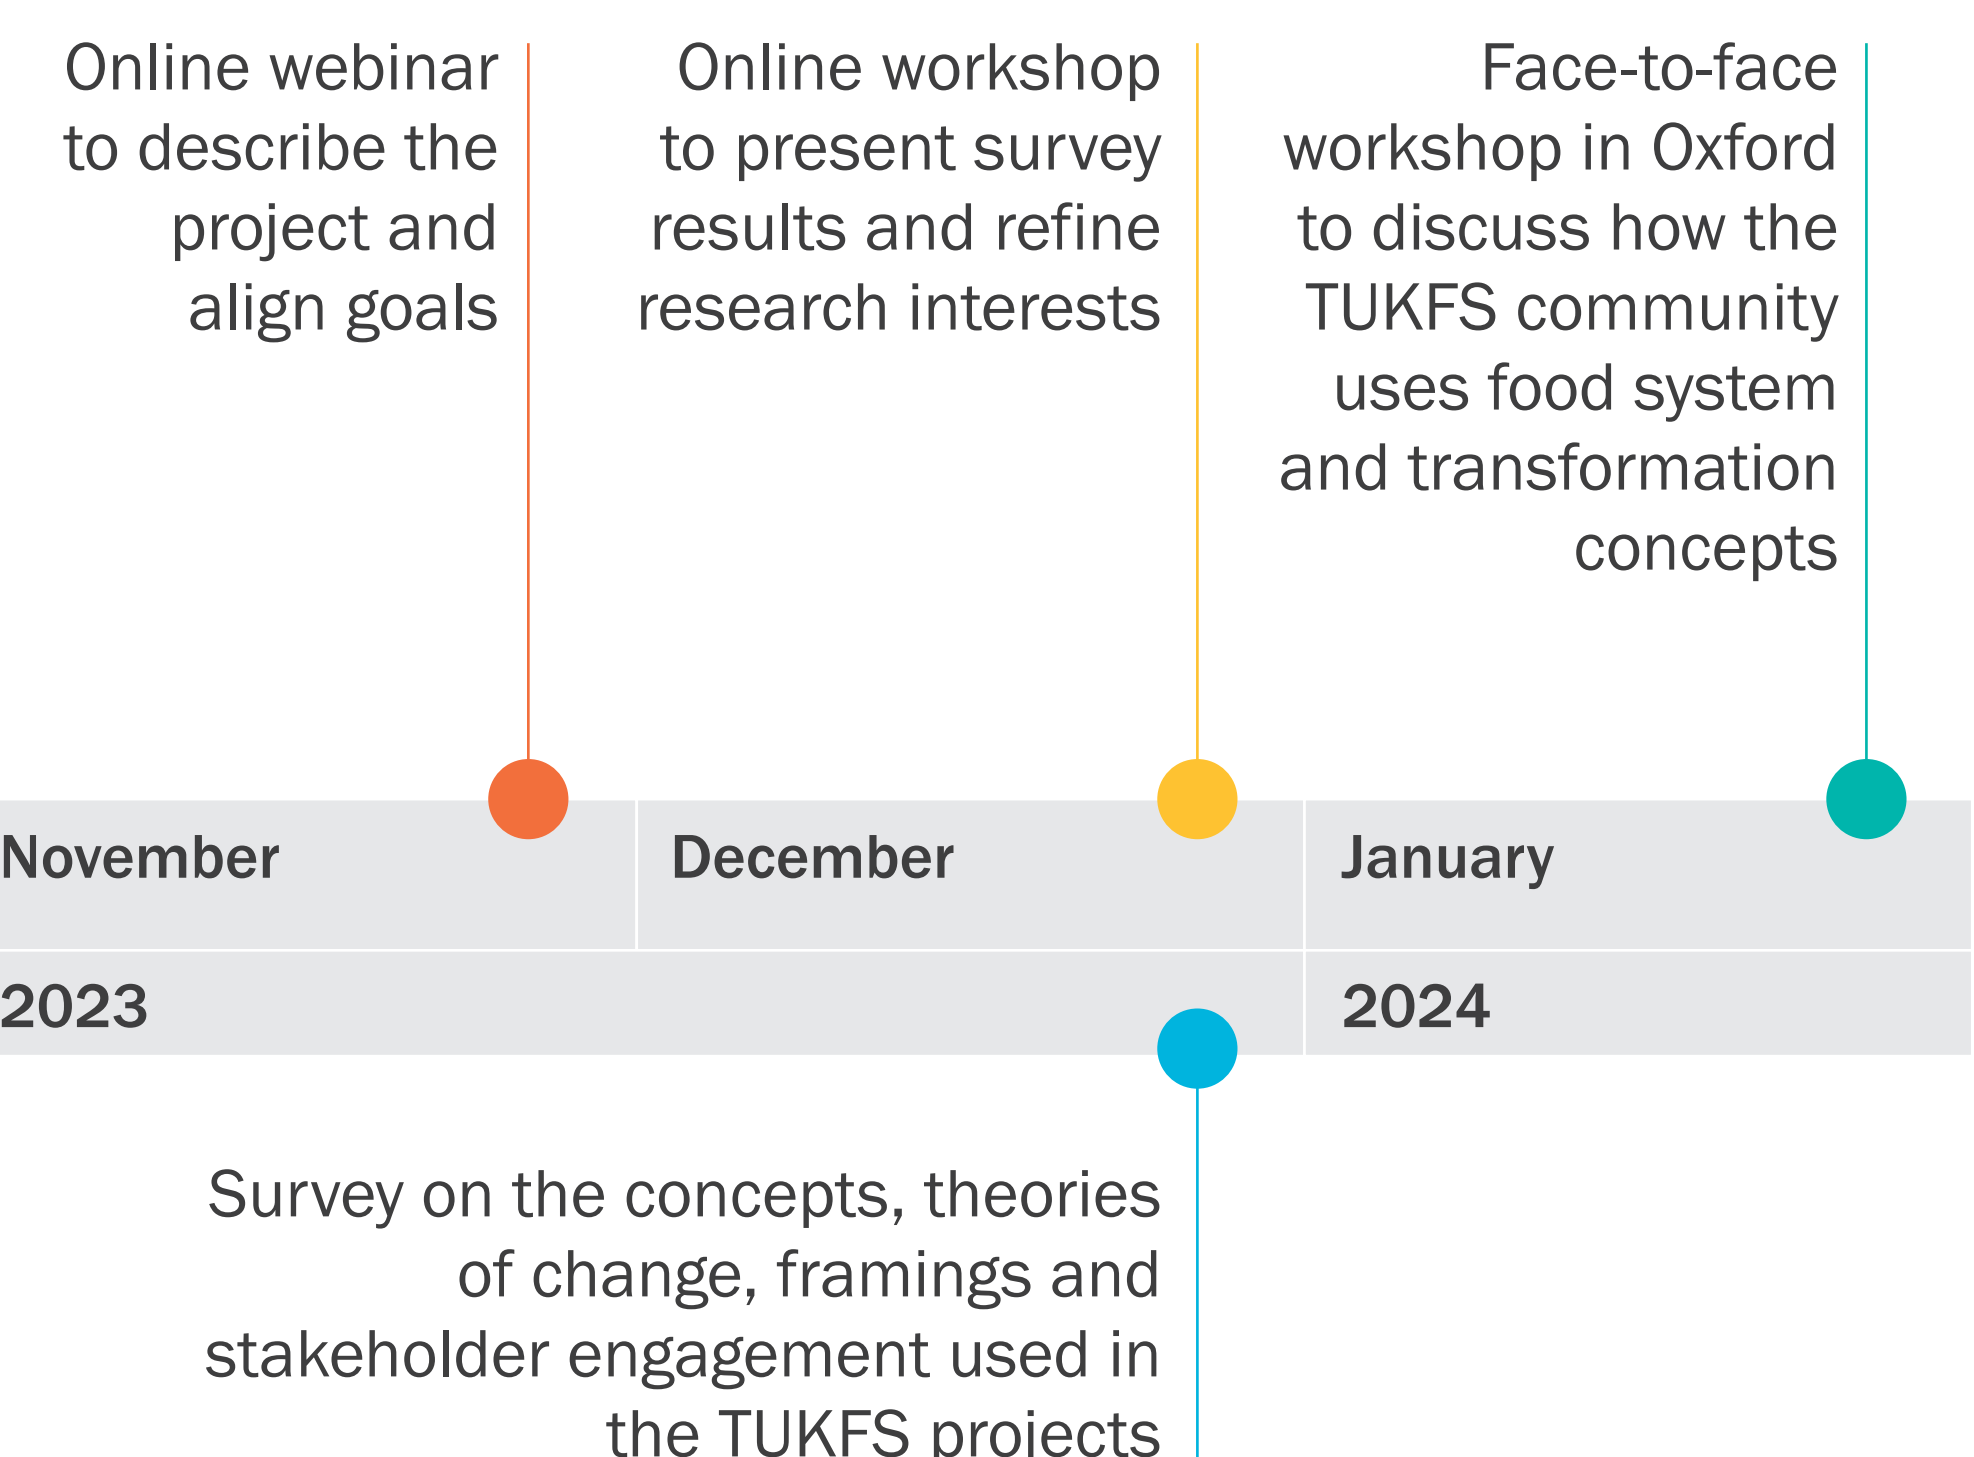 Online webinar
to describe the
project and
align goals
Online workshop
to present survey
results and refine
research interests
Face-to-face
workshop in Oxford
to discuss how the
TUKFS community
uses food system
and transformation
concepts
November
December
January
2023
2024
Survey on the concepts, theories
of change, framings and
stakeholder engagement used in
the TUKFS projects